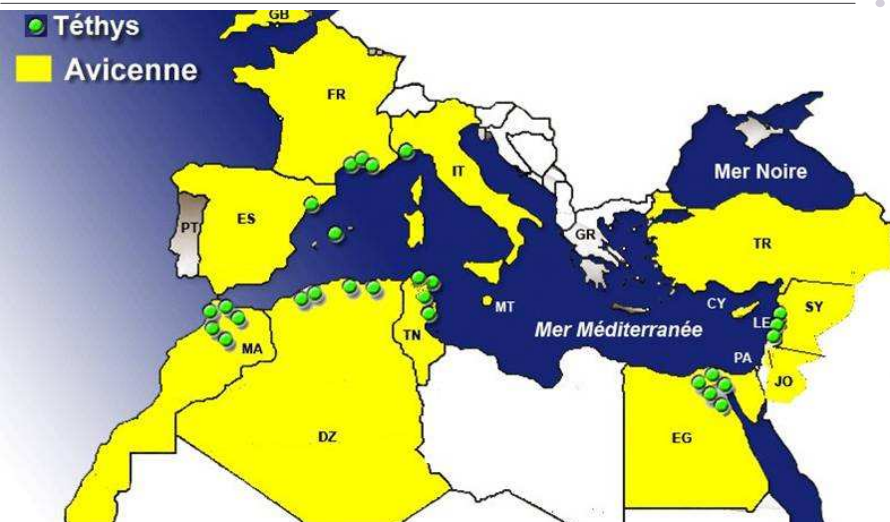 Téthys
Avicenne
GB
FR
IT
Mer Noire
PT
ES
GR
TR
MT
CY
SY
LE
Mer Méditerranée
TN
MA
PA
JO
DZ
EG